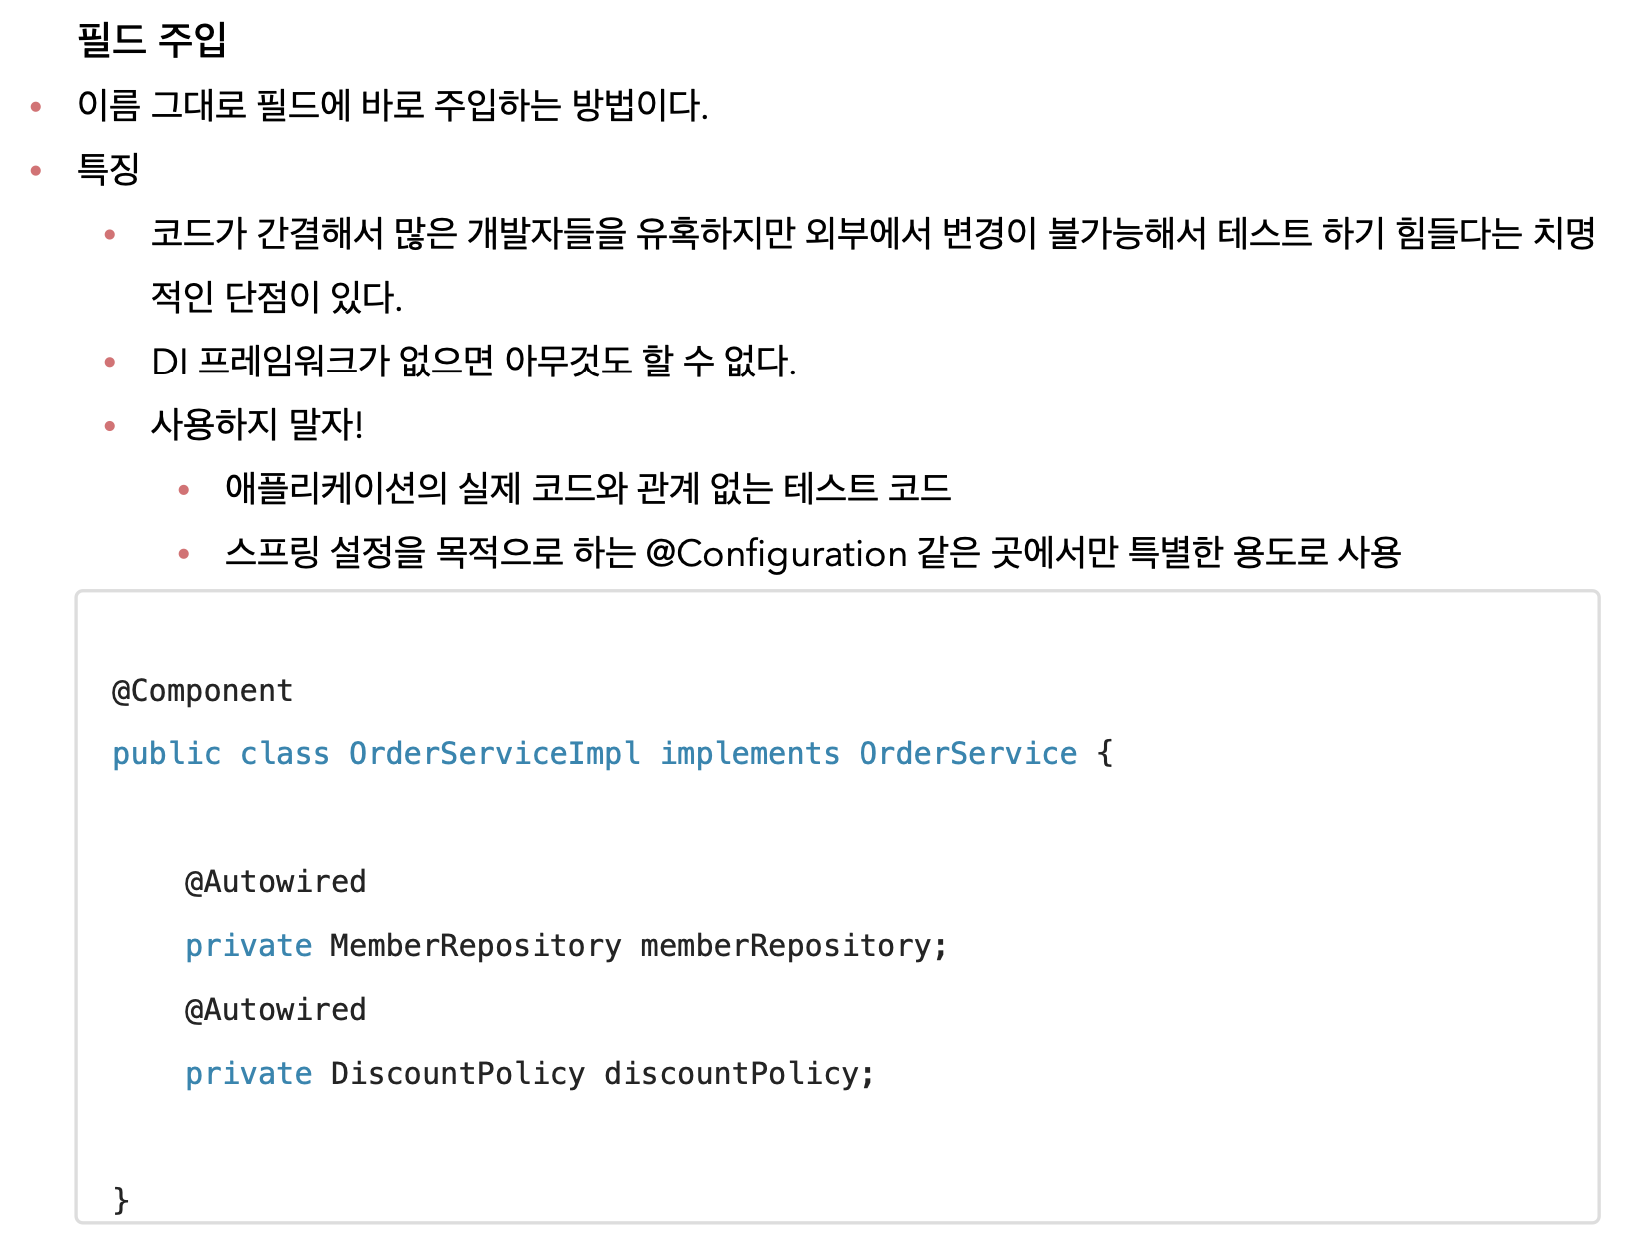 필드 주입
• 이름 그대로 필드에 바로 주입하는 방법이다.
• 특징
• 코드가 간결해서 많은 개발자들을 유혹하지만 외부에서 변경이 불가능해서 테스트 하기 힘들다는 치명
적인 단점이 있다.
• DI 프레임워크가 없으면 아무것도 할 수 없다.
• 사용하지 말자!
• 애플리케이션의 실제 코드와 관계 없는 테스트 코드
• 스프링 설정을 목적으로 하는 @Configuration 같은 곳에서만 특별한 용도로 사용
@Component
public class OrderServiceImpl implements OrderService {
@Autowired
private MemberRepository memberRepository;
@Autowired
private DiscountPolicy discountPolicy;
}